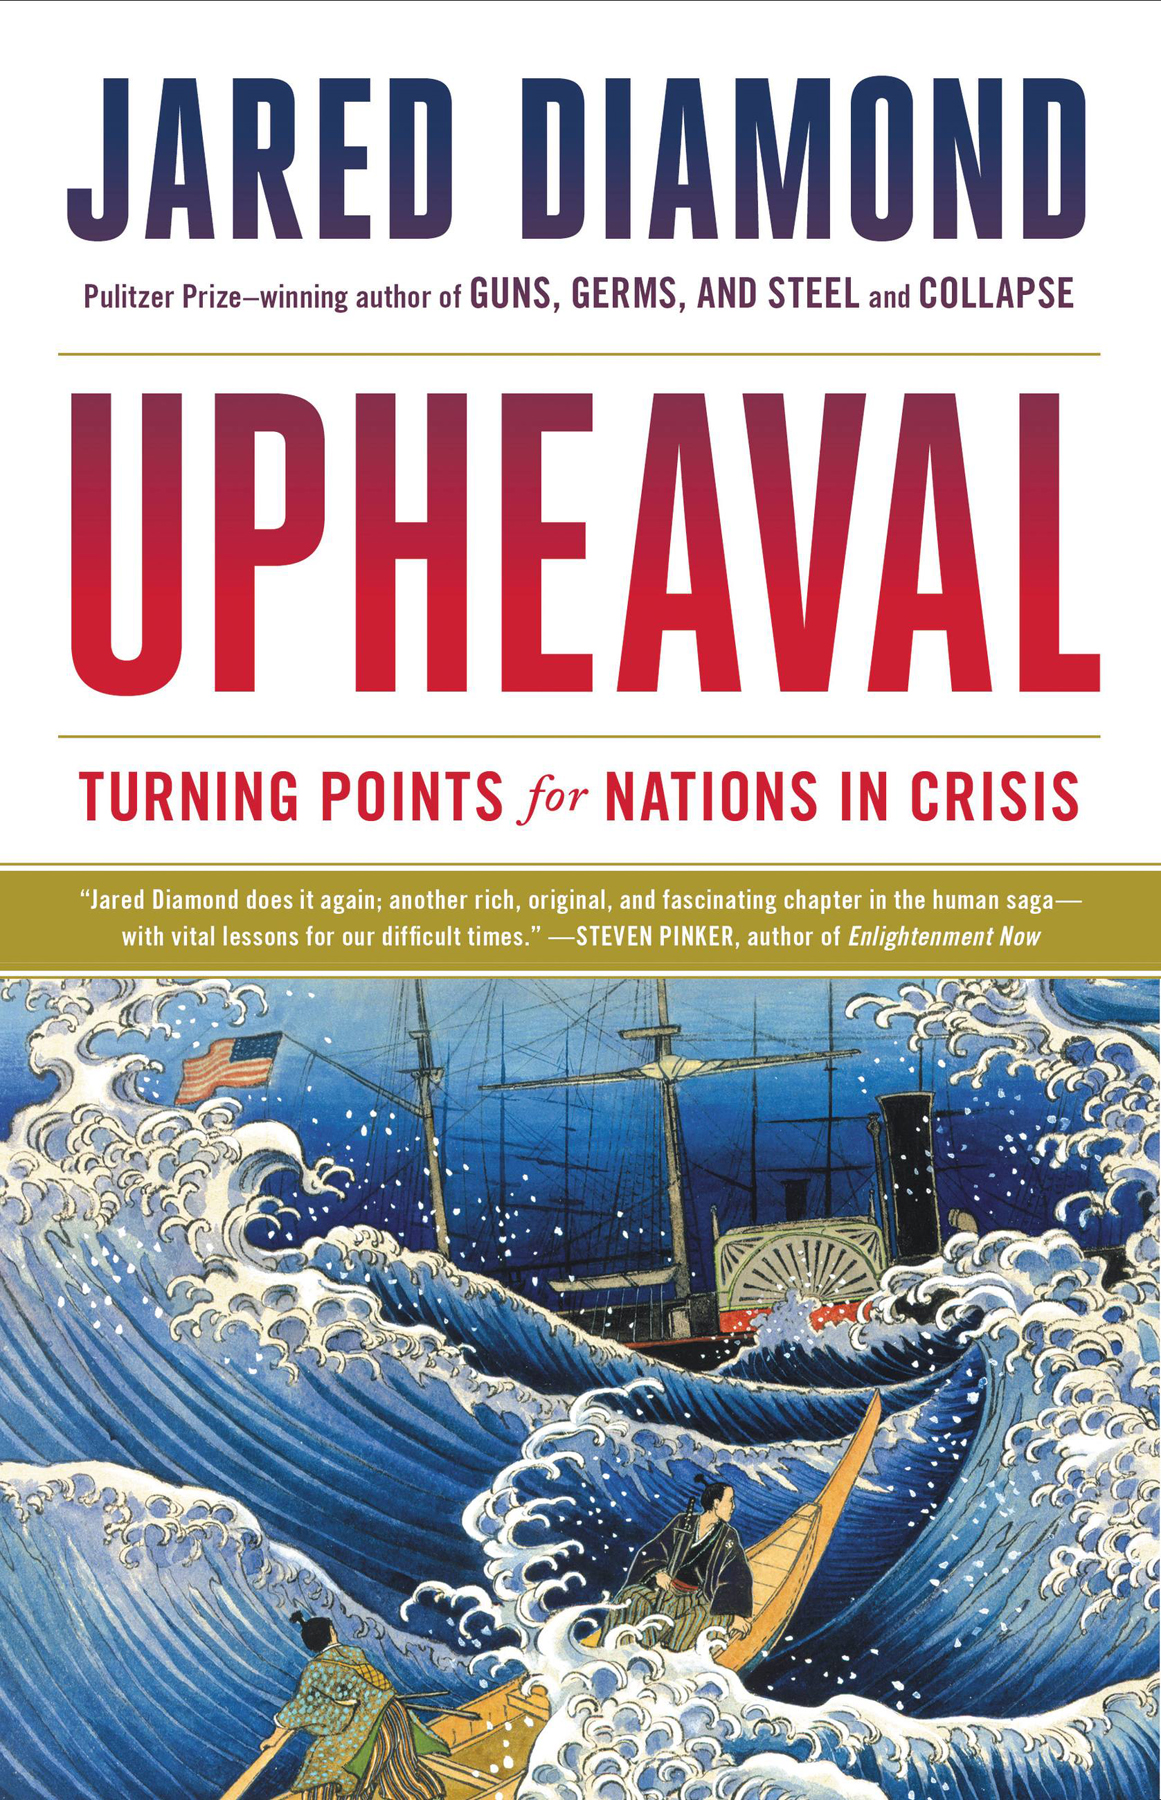 JARED DIAMOND
Pulitzer Prize–winning author of GUNS, GERMS, AND STEEL and COLLAPSE
UPHEAVAL
TURNING POINTS for NATIONS IN CRISIS
“Jared Diamond does it again; another rich, original, and fascinating chapter in the human saga—
with vital lessons for our difficult times.” —STEVEN PINKER, author of Enlightenment Now